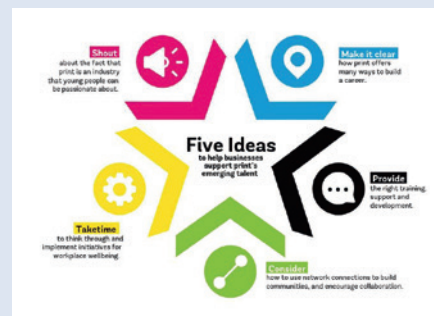 Shout
about the fact that
print is an industry
that young people can
be passionate about.
Make it clear
how print offers
many ways to build
a career.
Five Ideas
to help businesses
support print's
emerging talent
Provide
the right training,
support and
development.
Taketime
to think through and
implement initiatives for
workplace wellbeing.
Consider
how to use network connections to build
communities, and encourage collaboration.